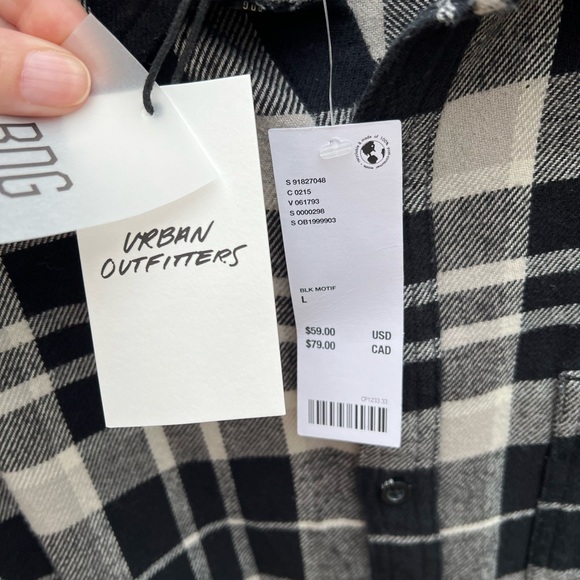 BDG
URBAN
OUTFITTERS
S 91827048
C 0215
V 061793
S 0000298
S OB1999903
BLK MOTIF
L
$59.00 USD
$79.00 CAD